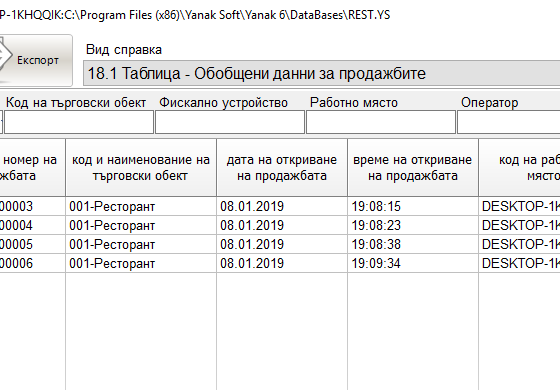 P-1KHQQIK:C:\Program Files (x86)\Yanak Soft\Yanak 6\DataBases\REST.YS
Експорт
Вид справка
18.1 Таблица - Обобщени данни за продажбите
Код на търговски обект Фискално устройство Работно място Оператор
номер на
жбата
код и наименование на
търговски обект
дата на откриване
на продажбата
време на откриване
на продажбата
код на раб
място
00003 001-Ресторант 08.01.2019 19:08:15 DESKTOP-1K
00004 001-Ресторант 08.01.2019 19:08:23 DESKTOP-1K
00005 001-Ресторант 08.01.2019 19:08:38 DESKTOP-1K
00006 001-Ресторант 08.01.2019 19:09:34 DESKTOP-1K